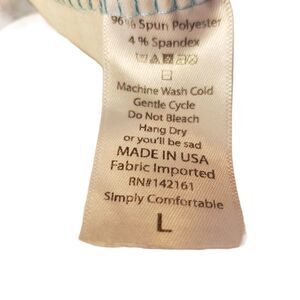 96% Spun Polyester
4% Spandex
Machine Wash Cold
Gentle Cycle
Do Not Bleach
Hang Dry
or you'll be sad
MADE IN USA
Fabric Imported
RN#142161
Simply Comfortable
L